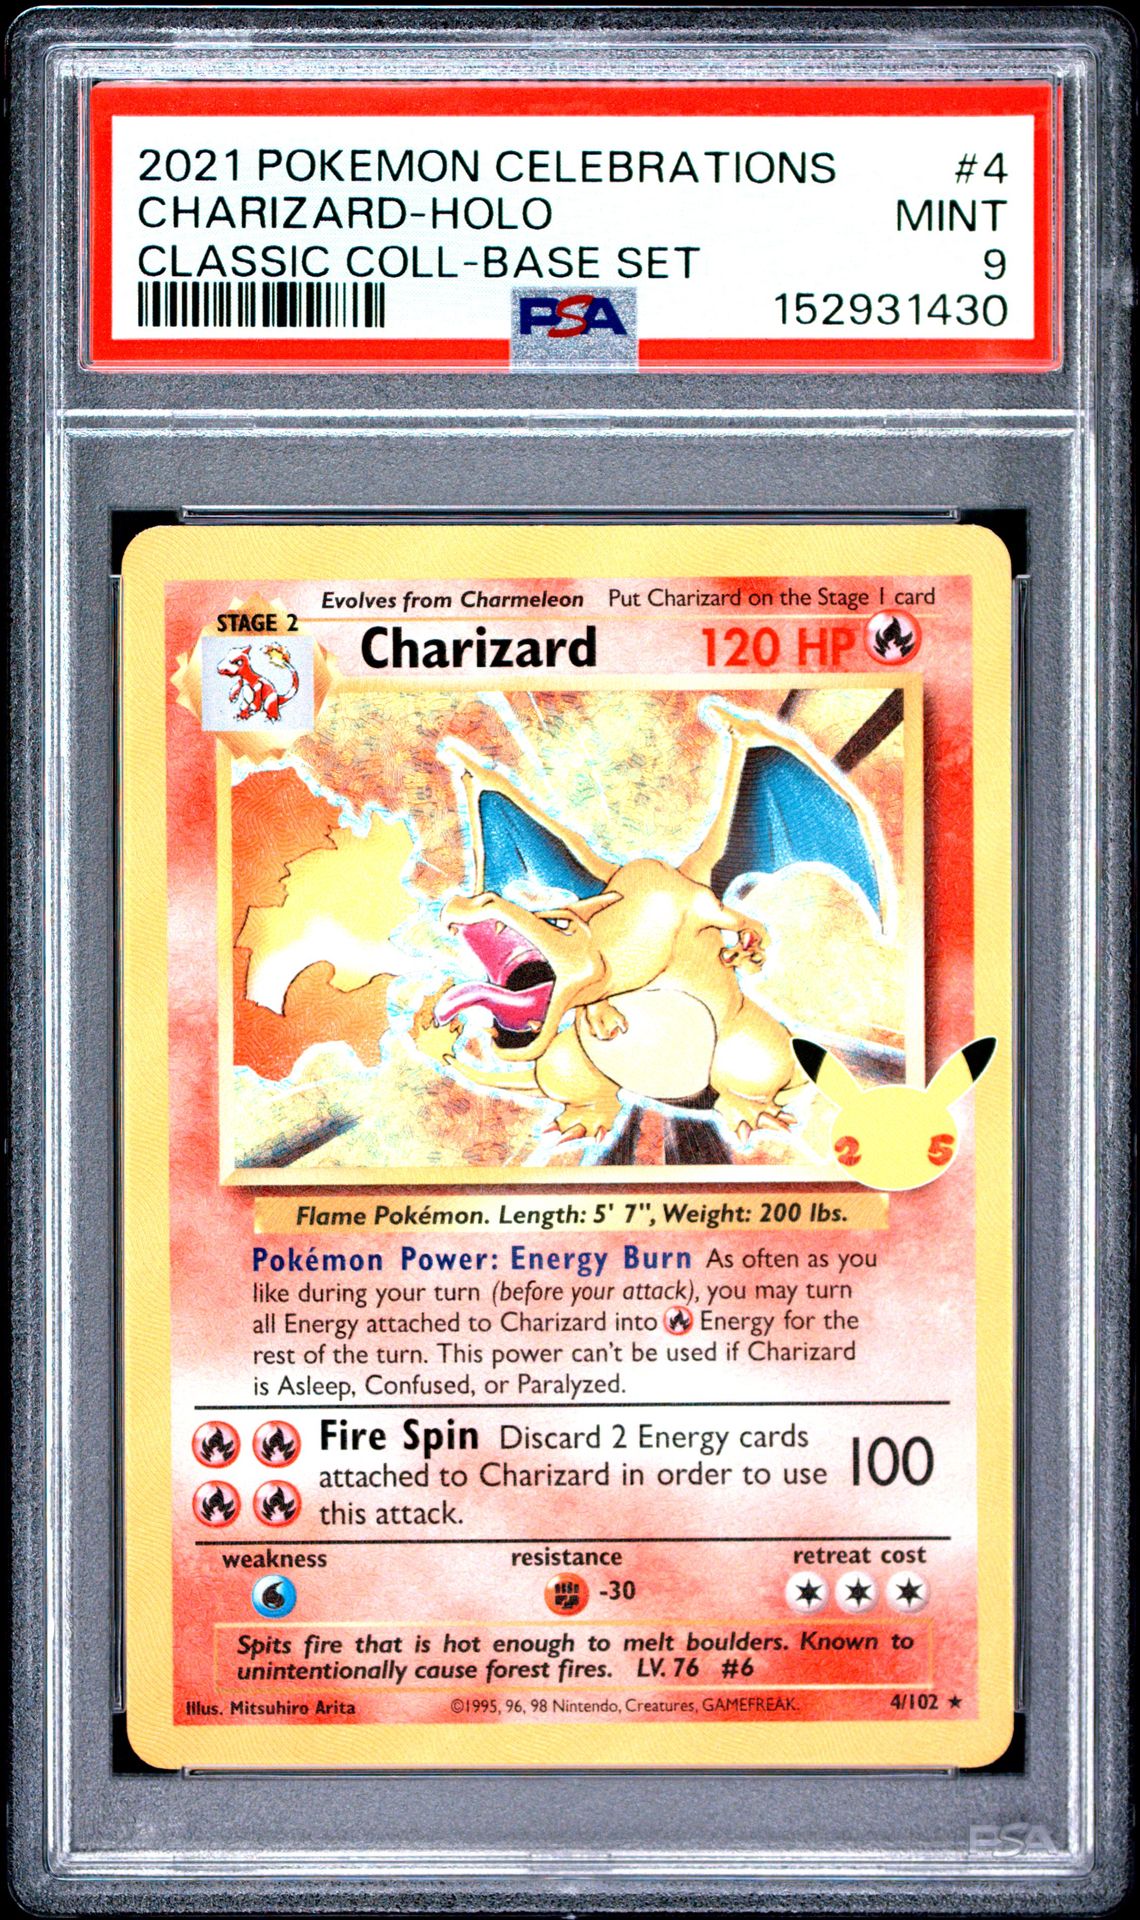 2021 POKEMON CELEBRATIONS #4
CHARIZARD-HOLO MINT
CLASSIC COLL-BASE SET 9
PSA 152931430
Evolves from Charmeleon Put Charizard on the Stage 1 card
STAGE 2
Charizard 120 HP
25
Flame Pokémon. Length: 5' 7", Weight: 200 lbs.
Pokémon Power: Energy Burn As often as you
like during your turn (before your attack), you may turn
all Energy attached to Charizard into Energy for the
rest of the turn. This power can't be used if Charizard
is Asleep, Confused, or Paralyzed.
Fire Spin Discard 2 Energy cards
attached to Charizard in order to use 100
this attack.
weakness resistance retreat cost
-30
Spits fire that is hot enough to melt boulders. Known to
unintentionally cause forest fires. LV. 76 #6
Illus. Mitsuhiro Arita ©1995, 96, 98 Nintendo, Creatures, GAMEFREAK. 4/102 ★
PSA